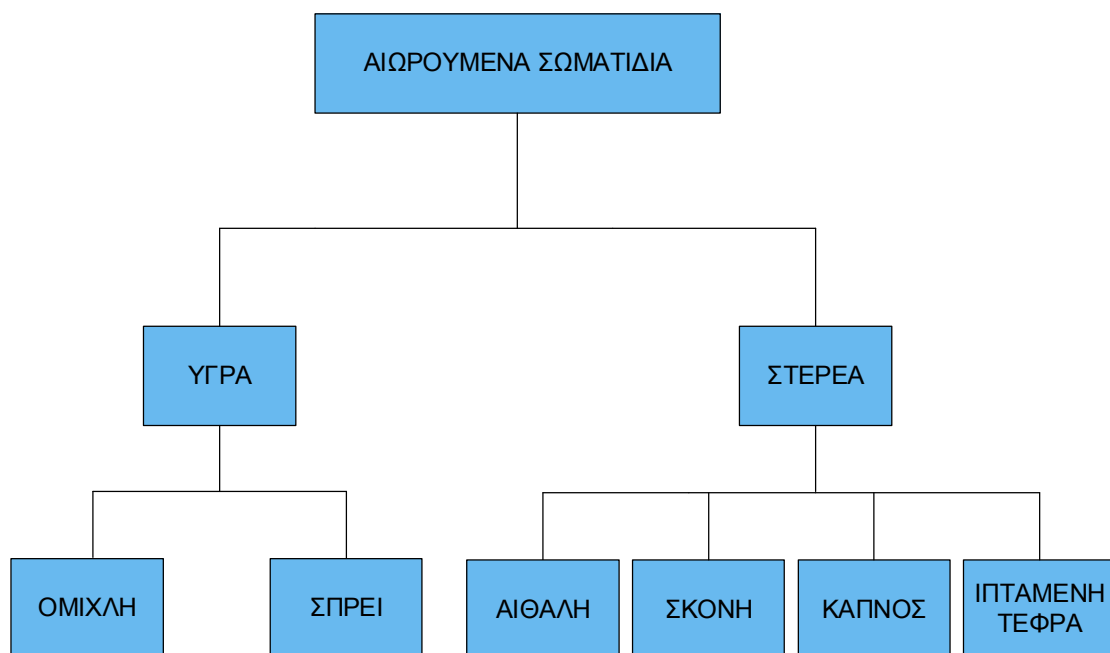 ΑΙΩΡΟΥΜΕΝΑ ΣΩΜΑΤΙΔΙΑ
ΥΓΡΑ
ΣΤΕΡΕΑ
ΟΜΙΧΛΗ
ΣΠΡΕΙ
ΑΙΘΑΛΗ
ΣΚΟΝΗ
ΚΑΠΝΟΣ
ΙΠΤΑΜΕΝΗ
ΤΕΦΡΑ